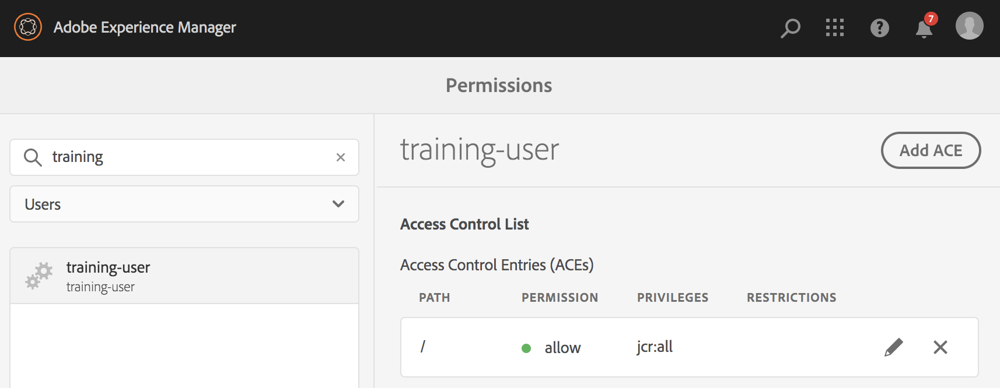 Adobe Experience Manager
7
Permissions
training
Users
training-user
training-user
training-user
Add ACE
Access Control List
Access Control Entries (ACEs)
PATH PERMISSION PRIVILEGES RESTRICTIONS
/ allow jcr:all